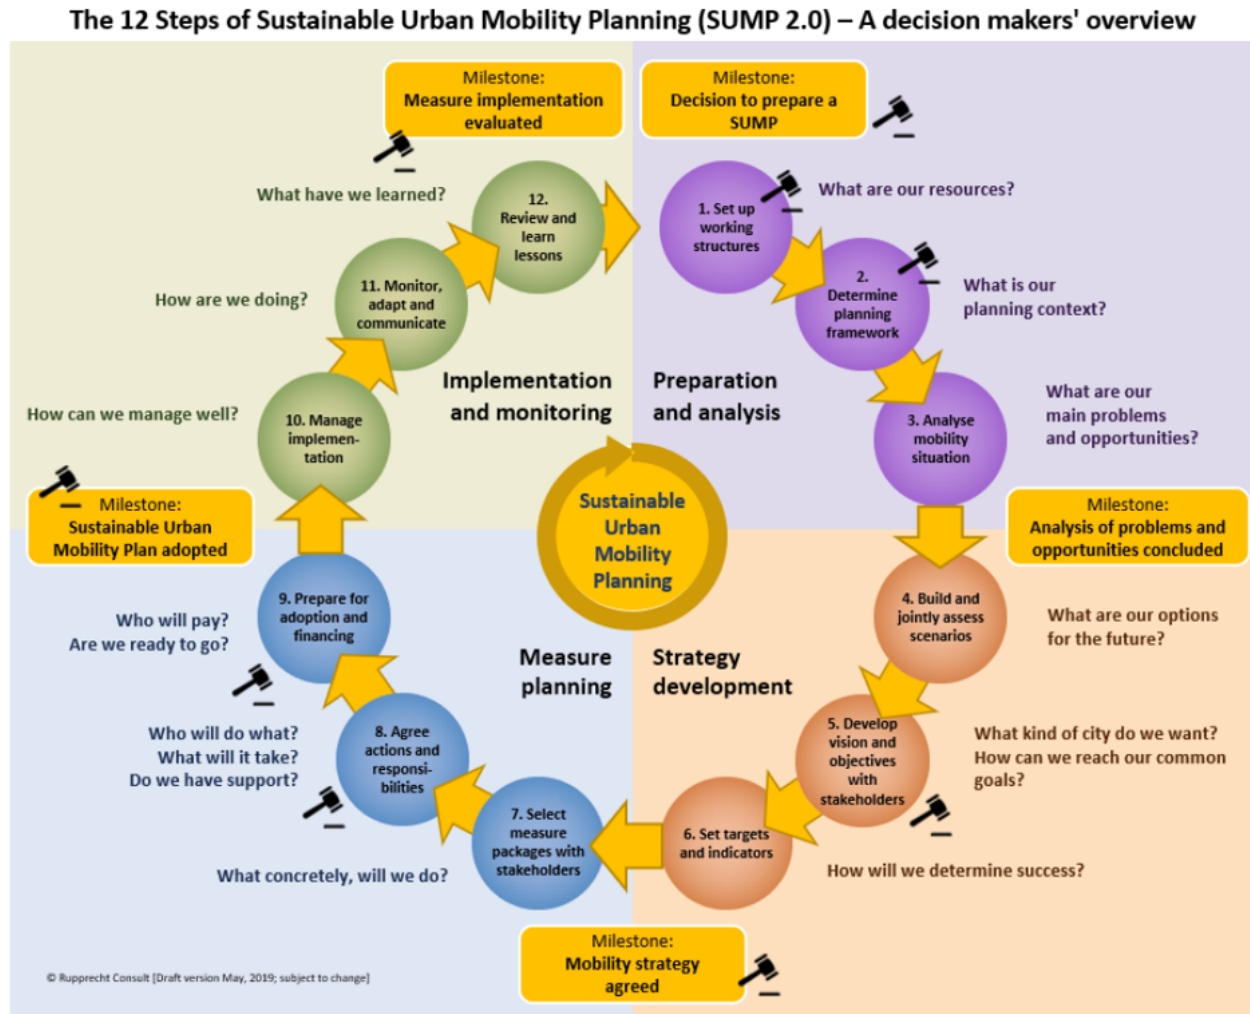 The 12 Steps of Sustainable Urban Mobility Planning (SUMP 2.0) – A decision makers' overview
Milestone:
Measure implementation
evaluated
Milestone:
Decision to prepare a
SUMP
What have we learned?
12.
Review and
learn
lessons
1. Set up
working
structures
What are our resources?
How are we doing?
11. Monitor,
adapt and
communicate
2.
Determine
planning
framework
What is our
planning context?
Implementation
and monitoring
Preparation
and analysis
How can we manage well?
10. Manage
implemen-
tation
3. Analyse
mobility
situation
What are our
main problems
and opportunities?
Milestone:
Sustainable Urban
Mobility Plan adopted
Sustainable
Urban
Mobility
Planning
Milestone:
Analysis of problems and
opportunities concluded
Who will pay?
Are we ready to go?
9. Prepare for
adoption and
financing
4. Build and
jointly assess
scenarios
What are our options
for the future?
Measure
planning
Strategy
development
Who will do what?
What will it take?
Do we have support?
8. Agree
actions and
responsi-
bilities
5. Develop
vision and
objectives
with
stakeholders
What kind of city do we want?
How can we reach our common
goals?
What concretely, will we do?
7. Select
measure
packages with
stakeholders
6. Set targets
and indicators
How will we determine success?
Milestone:
Mobility strategy
agreed
© Rupprecht Consult [Draft version May, 2019; subject to change]